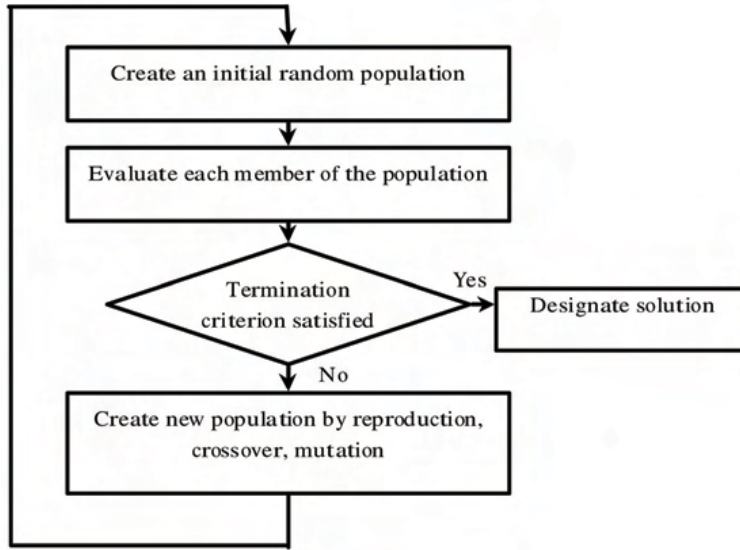 Create an initial random population
Evaluate each member of the population
Termination
criterion satisfied
Yes
Designate solution
No
Create new population by reproduction,
crossover, mutation